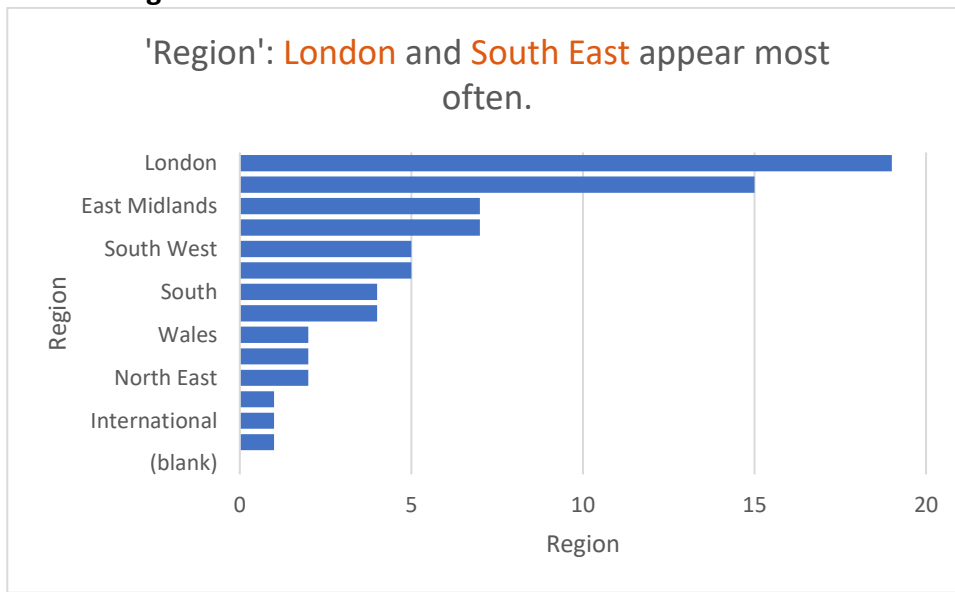 'Region': London and South East appear most
often.
London
East Midlands
South West
South
Wales
North East
International
(blank)
Region
0 5 10 15 20
Region